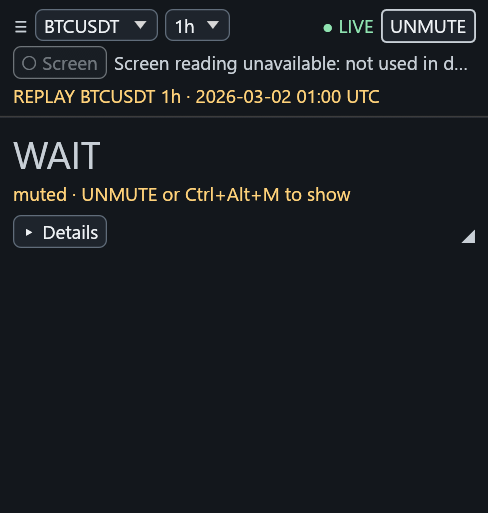 ☰ BTCUSDT ▼ 1h ▼ ● LIVE UNMUTE
○ Screen Screen reading unavailable: not used in d...
REPLAY BTCUSDT 1h · 2026-03-02 01:00 UTC
WAIT
muted · UNMUTE or Ctrl+Alt+M to show
▸ Details